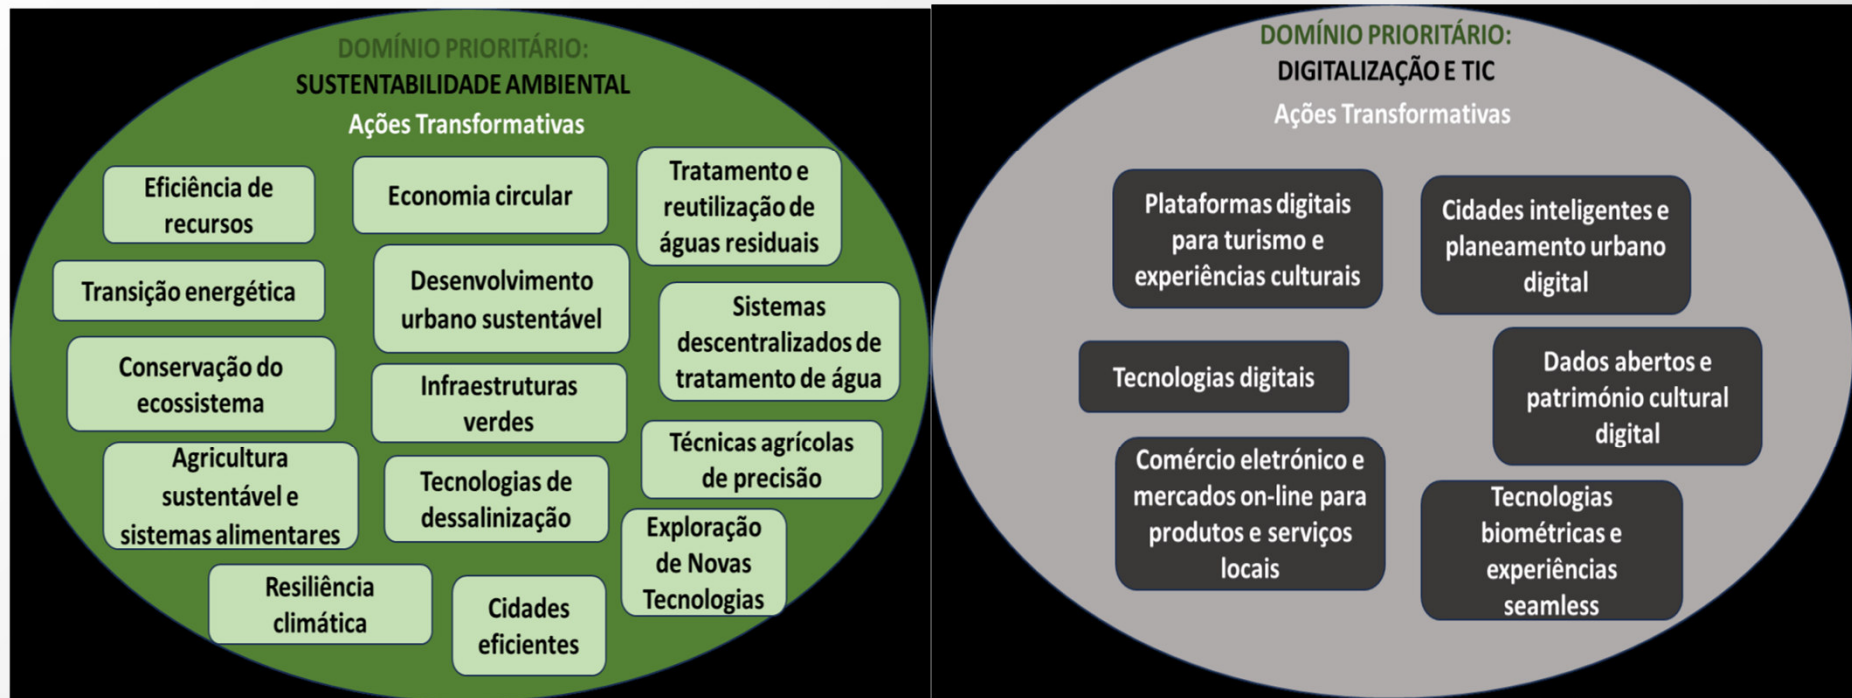 DOMÍNIO PRIORITÁRIO:
SUSTENTABILIDADE AMBIENTAL
Ações Transformativas
Eficiência de
recursos
Transição energética
Conservação do
ecossistema
Agricultura
sustentável e
sistemas alimentares
Resiliência
climática
Economia circular
Desenvolvimento
urbano sustentável
Infraestruturas
verdes
Tecnologias de
dessalinização
Cidades
eficientes
Tratamento e
reutilização de
águas residuais
Sistemas
descentralizados de
tratamento de água
Técnicas agrícolas
de precisão
Exploração
de Novas
Tecnologias
DOMÍNIO PRIORITÁRIO:
DIGITALIZAÇÃO E TIC
Ações Transformativas
Plataformas digitais
para turismo e
experiências culturais
Tecnologias digitais
Comércio eletrónico e
mercados on-line para
produtos e serviços
locais
Cidades inteligentes e
planeamento urbano
digital
Dados abertos e
património cultural
digital
Tecnologias
biométricas e
experiências
seamless